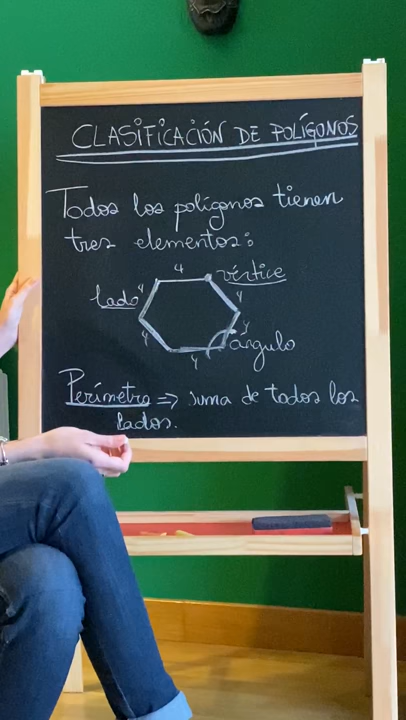 CLASIFICACIÓN DE POLÍGONOS
Todos los polígonos tienen
tres elementos:
4 vértice
lado 4 4
4 4 ángulo
4
Perímetro => suma de todos los
lados.